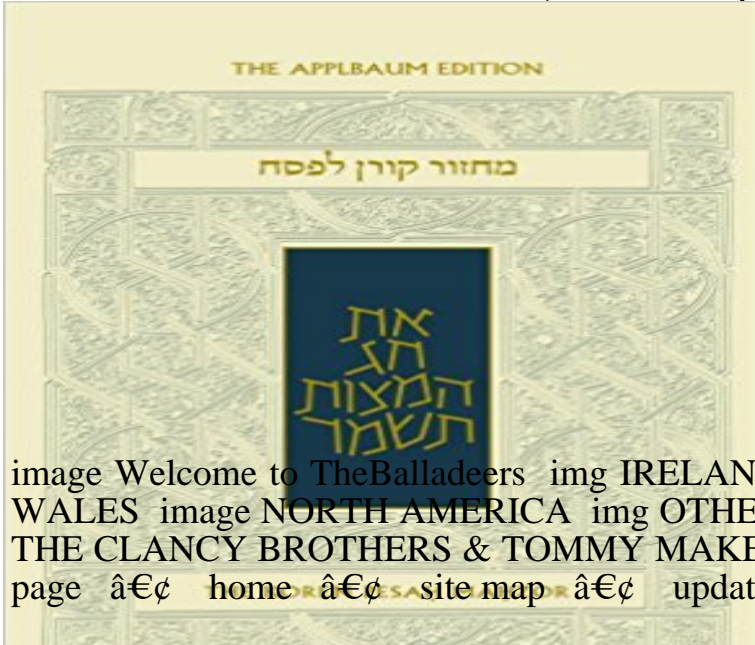 THE APPLBAUM EDITION
מחזור קורן לפסח
את
חג
המצות
תשמר
image Welcome to TheBalladeers img IRELAN
WALES image NORTH AMERICA img OTHE
THE CLANCY BROTHERS & TOMMY MAKE
page â€¢ home â€¢ site map â€¢ updat